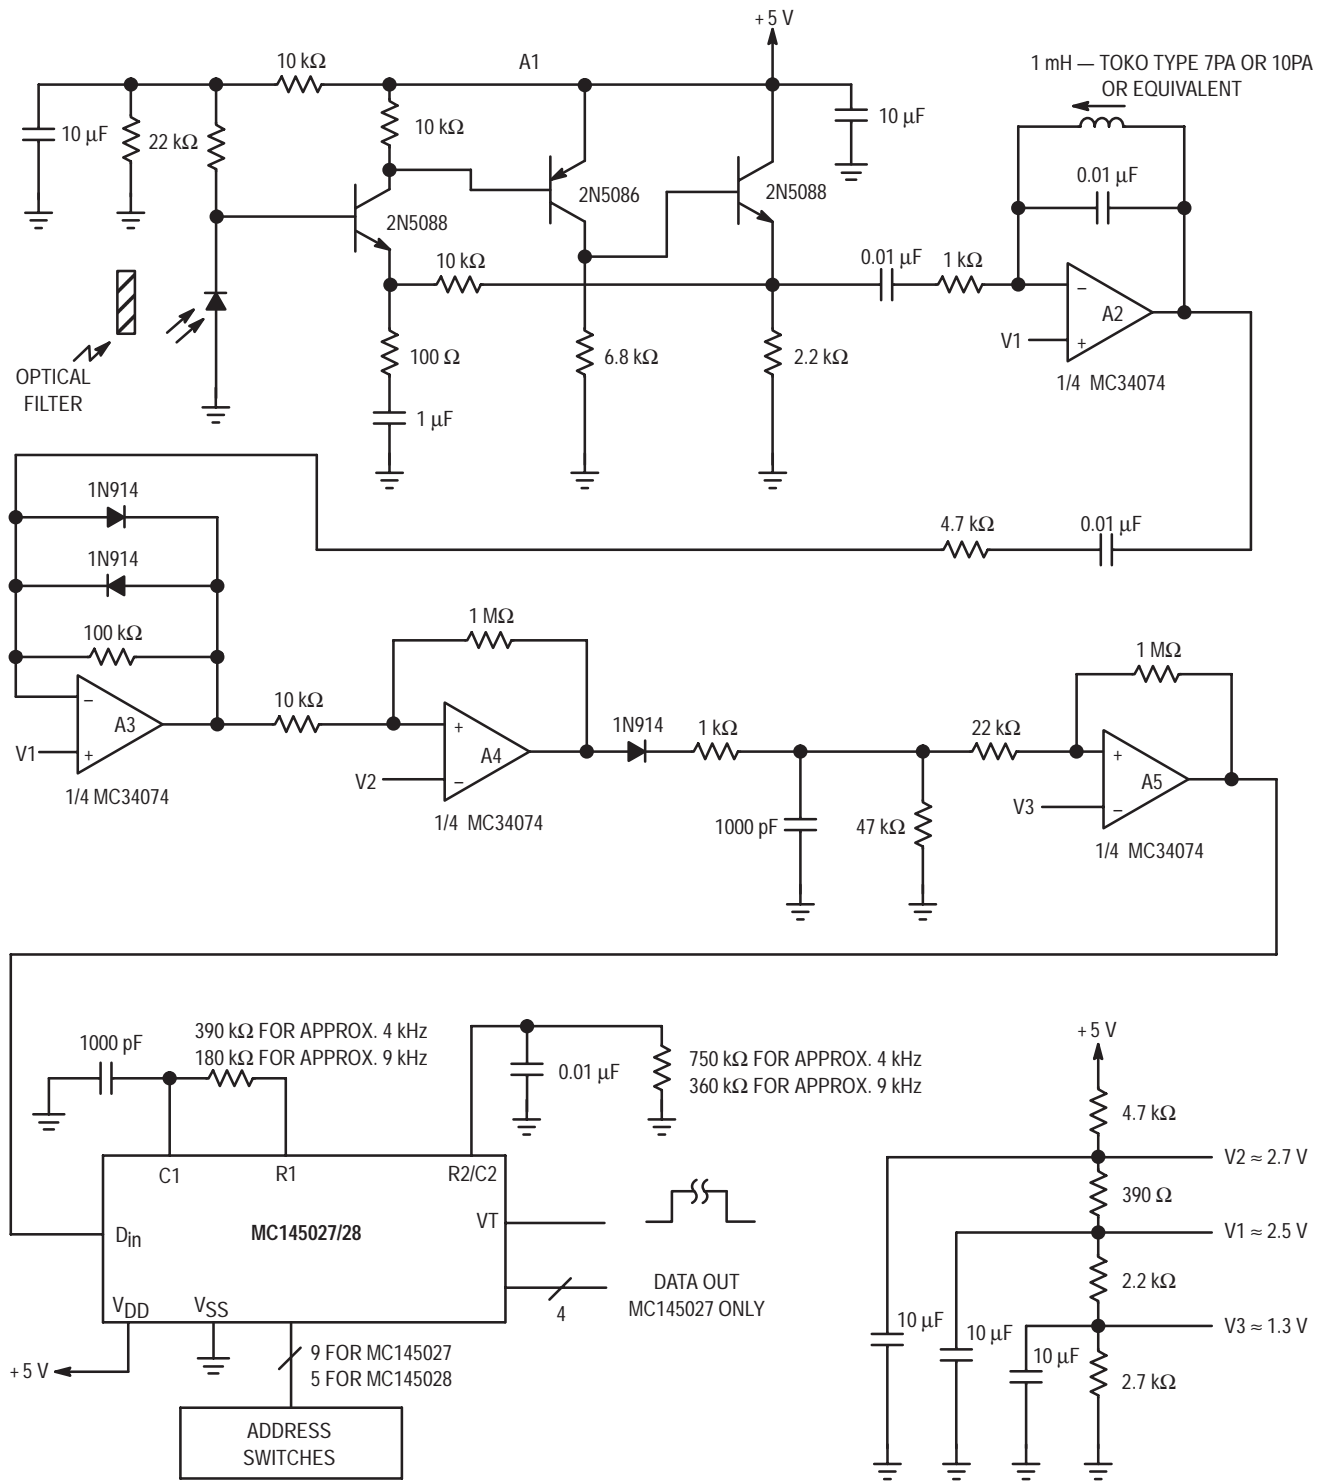 + 5 V
10 kΩ
A1
1 mH — TOKO TYPE 7PA OR 10PA
OR EQUIVALENT
10 µF
22 kΩ
10 kΩ
10 µF
0.01 µF
2N5088
2N5086
2N5088
10 kΩ
0.01 µF
1 kΩ
–
A2
V1
+
1/4 MC34074
OPTICAL
FILTER
100 Ω
6.8 kΩ
2.2 kΩ
1 µF
1N914
4.7 kΩ
0.01 µF
1N914
100 kΩ
1 MΩ
1 MΩ
–
A3
V1
+
1/4 MC34074
10 kΩ
+
A4
V2
–
1/4 MC34074
1N914
1 kΩ
22 kΩ
+
A5
V3
–
1/4 MC34074
1000 pF
47 kΩ
1000 pF
390 kΩ FOR APPROX. 4 kHz
180 kΩ FOR APPROX. 9 kHz
0.01 µF
750 kΩ FOR APPROX. 4 kHz
360 kΩ FOR APPROX. 9 kHz
+ 5 V
4.7 kΩ
V2 ≈ 2.7 V
390 Ω
V1 ≈ 2.5 V
2.2 kΩ
V3 ≈ 1.3 V
10 µF
10 µF
10 µF
2.7 kΩ
C1
R1
R2/C2
Din
MC145027/28
VT
VDD
VSS
4
DATA OUT
MC145027 ONLY
+ 5 V
9 FOR MC145027
5 FOR MC145028
ADDRESS
SWITCHES